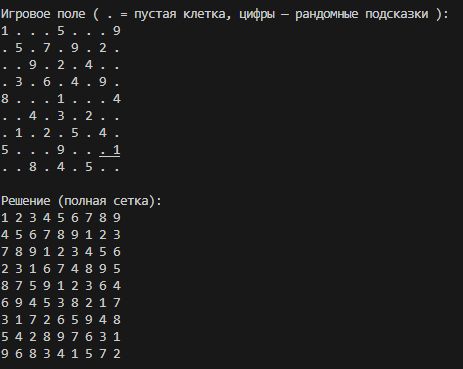 Игровое поле ( . = пустая клетка, цифры — рандомные подсказки ):
1 . . . 5 . . . 9
. 5 . 7 . 9 . 2 .
. . 9 . 2 . 4 . .
. 3 . 6 . 4 . 9 .
8 . . . 1 . . . 4
. . 4 . 3 . 2 . .
. 1 . 2 . 5 . 4 .
5 . . . 9 . . . 1
. . 8 . 4 . 5 . .
Решение (полная сетка):
1 2 3 4 5 6 7 8 9
4 5 6 7 8 9 1 2 3
7 8 9 1 2 3 4 5 6
2 3 1 6 7 4 8 9 5
8 7 5 9 1 2 3 6 4
6 9 4 5 3 8 2 1 7
3 1 7 2 6 5 9 4 8
5 4 2 8 9 7 6 3 1
9 6 8 3 4 1 5 7 2